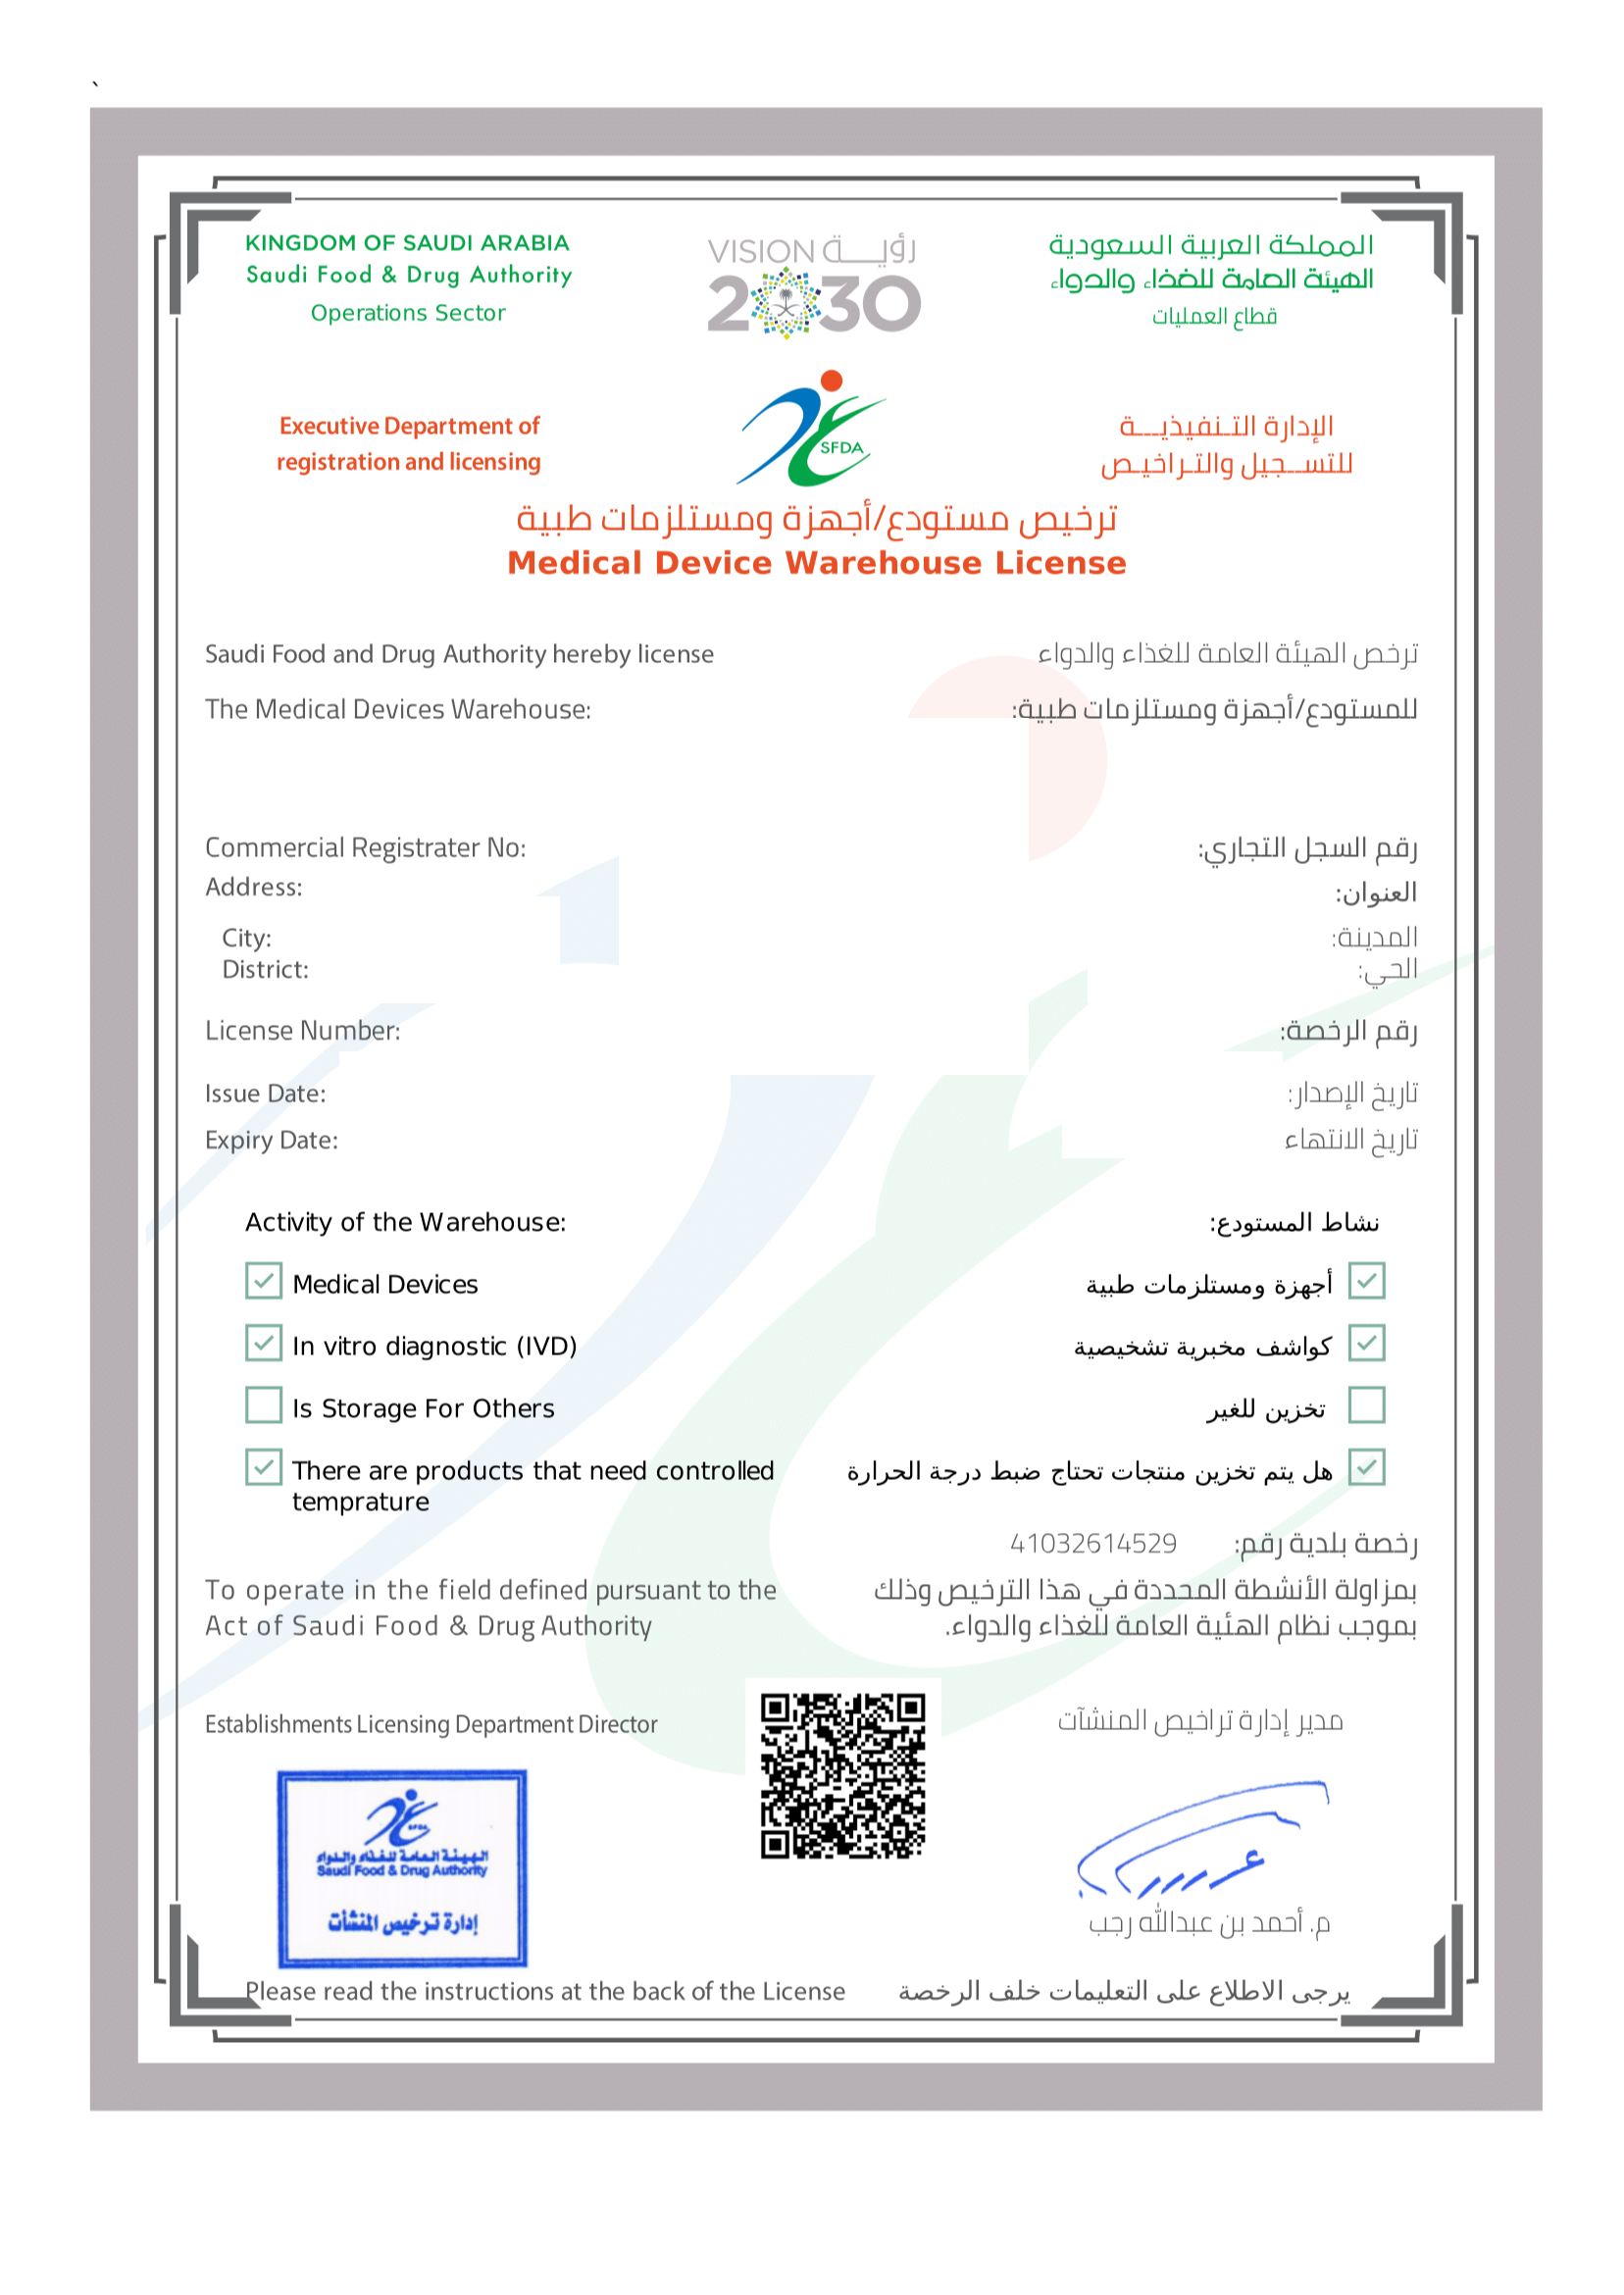 `
KINGDOM OF SAUDI ARABIA
Saudi Food & Drug Authority
Operations Sector
VISION رؤيـــة
2030
المملكة العربية السعودية
الهيئة العامة للغذاء والدواء
قطاع العمليات
Executive Department of
registration and licensing
SFDA
الإدارة التـنفيذيـــة
للتســـجيل والتـراخيـص
ترخيص مستودع/أجهزة ومستلزمات طبية
Medical Device Warehouse License
Saudi Food and Drug Authority hereby license
ترخص الهيئة العامة للغذاء والدواء
The Medical Devices Warehouse:
للمستودع/أجهزة ومستلزمات طبية:
Commercial Registrater No:
رقم السجل التجاري:
Address:
العنوان:
City:
المدينة:
District:
الحي:
License Number:
رقم الرخصة:
Issue Date:
تاريخ الإصدار:
Expiry Date:
تاريخ الانتهاء
Activity of the Warehouse:
نشاط المستودع:
Medical Devices
أجهزة ومستلزمات طبية
In vitro diagnostic (IVD)
كواشف مخبرية تشخيصية
Is Storage For Others
تخزين للغير
There are products that need controlled
temprature
هل يتم تخزين منتجات تحتاج ضبط درجة الحرارة
رخصة بلدية رقم: 41032614529
To operate in the field defined pursuant to the
Act of Saudi Food & Drug Authority
بمزاولة الأنشطة المحددة في هذا الترخيص وذلك
بموجب نظام الهئية العامة للغذاء والدواء.
Establishments Licensing Department Director
مدير إدارة تراخيص المنشآت
SFDA
الهيئة العامة للغذاء والدواء
Saudi Food & Drug Authority
إدارة ترخيص المنشأت
م. أحمد بن عبدالله رجب
Please read the instructions at the back of the License
يرجى الاطلاع على التعليمات خلف الرخصة